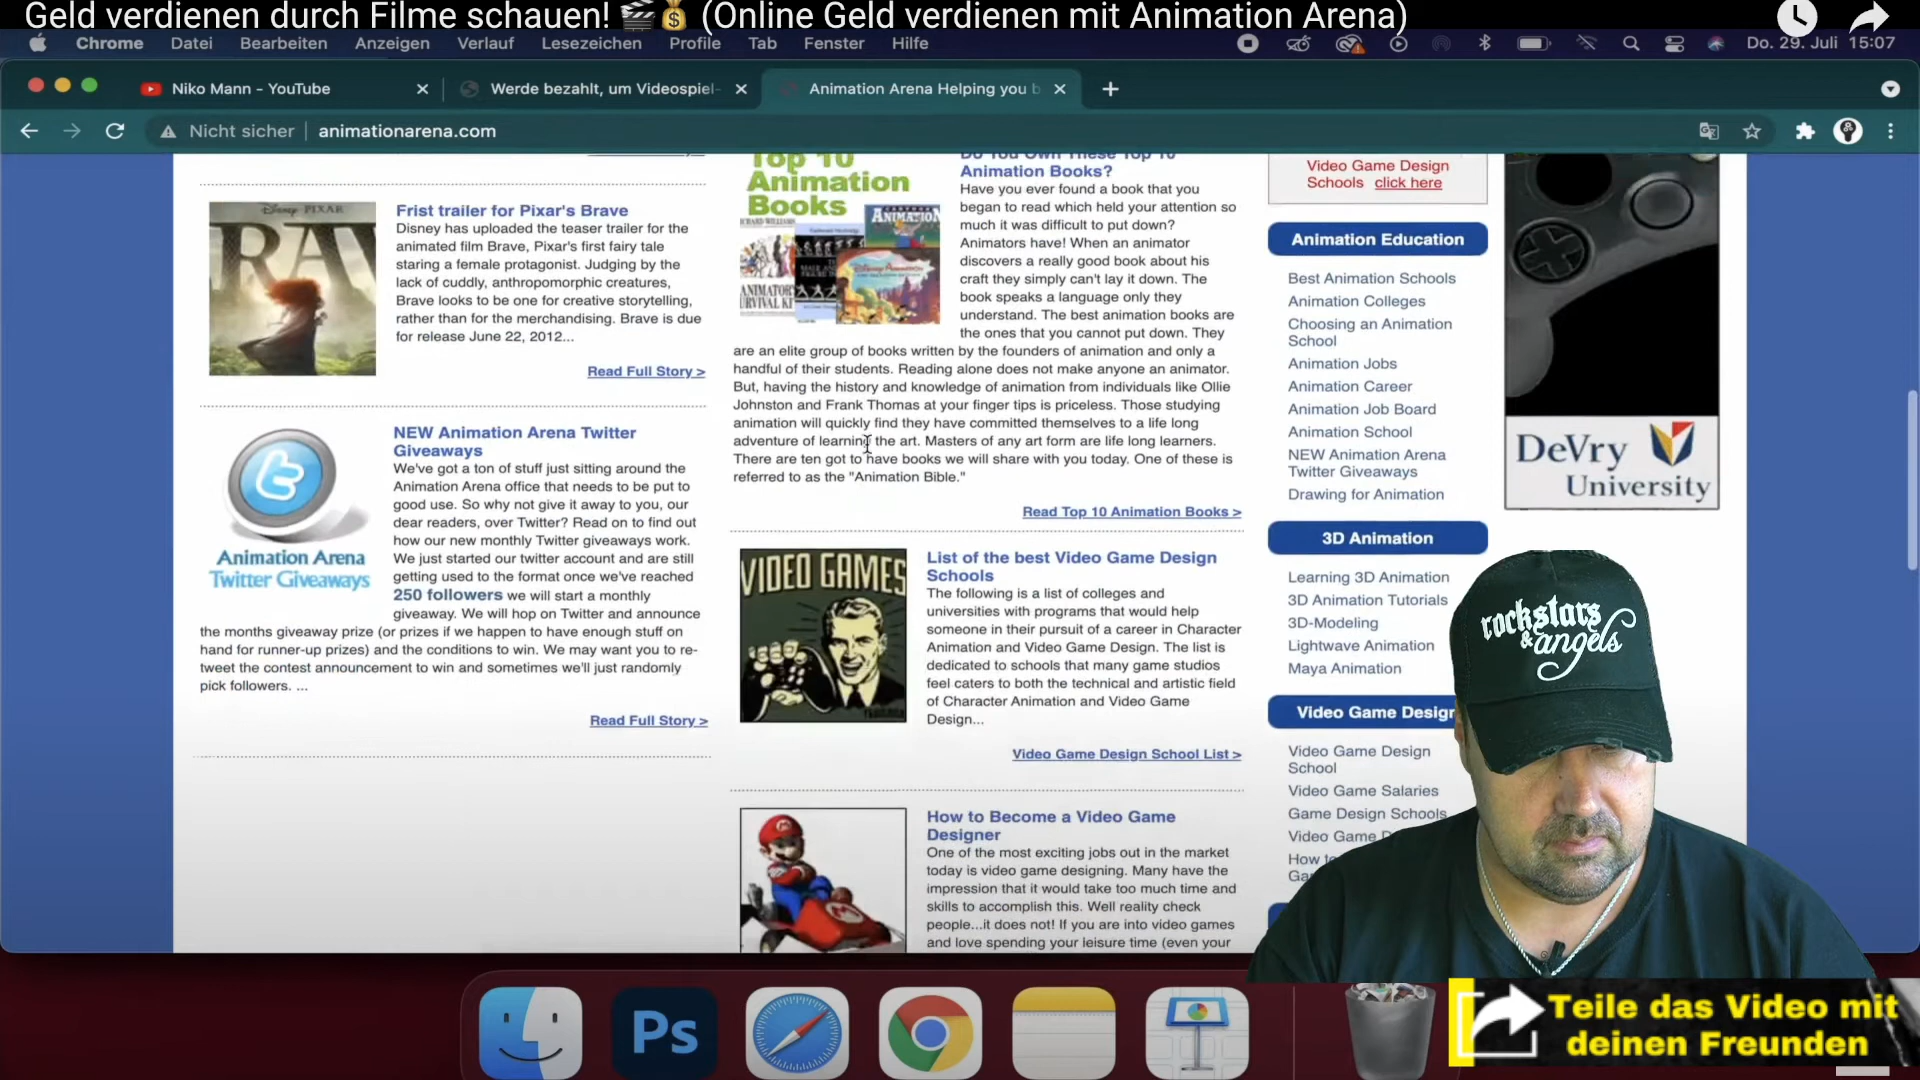 Geld verdienen durch Filme schauen! 🎬💰 (Online Geld verdienen mit Animation Arena)
Chrome Datei Bearbeiten Anzeigen Verlauf Lesezeichen Profile Tab Fenster Hilfe
Do. 29. Juli 15:07
Niko Mann - YouTube
Werde bezahlt, um Videospiel-
Animation Arena Helping you b
Nicht sicher
animationarena.com
Frist trailer for Pixar's Brave
Disney has uploaded the teaser trailer for the
animated film Brave, Pixar's first fairy tale
staring a female protagonist. Judging by the
lack of cuddly, anthropomorphic creatures,
Brave looks to be one for creative storytelling,
rather than for the merchandising. Brave is due
for release June 22, 2012...
Read Full Story >
DISNEY PIXAR
BRAV
NEW Animation Arena Twitter
Giveaways
We've got a ton of stuff just sitting around the
Animation Arena office that needs to be put to
good use. So why not give it away to you, our
dear readers, over Twitter? Read on to find out
how our new monthly Twitter giveaways work.
We just started our twitter account and are still
getting used to the format once we've reached
250 followers we will start a monthly
giveaway. We will hop on Twitter and announce
the months giveaway prize (or prizes if we happen to have enough stuff on
hand for runner-up prizes) and the conditions to win. We may want you to re-
tweet the contest announcement to win and sometimes we'll just randomly
pick followers. ...
Read Full Story >
Animation Arena
Twitter Giveaways
Top 10
Animation
Books
ANIMATION
Do You Own These Top 10
Animation Books?
Have you ever found a book that you
began to read which held your attention so
much it was difficult to put down?
Animators have! When an animator
discovers a really good book about his
craft they simply can't lay it down. The
book speaks a language only they
understand. The best animation books are
the ones that you cannot put down. They
are an elite group of books written by the founders of animation and only a
handful of their students. Reading alone does not make anyone an animator.
But, having the history and knowledge of animation from individuals like Ollie
Johnston and Frank Thomas at your finger tips is priceless. Those studying
animation will quickly find they have committed themselves to a life long
adventure of learning the art. Masters of any art form are life long learners.
There are ten got to have books we will share with you today. One of these is
referred to as the "Animation Bible."
Read Top 10 Animation Books >
VIDEO GAMES
List of the best Video Game Design
Schools
The following is a list of colleges and
universities with programs that would help
someone in their pursuit of a career in Character
Animation and Video Game Design. The list is
dedicated to schools that many game studios
feel caters to both the technical and artistic field
of Character Animation and Video Game
Design...
Video Game Design School List >
How to Become a Video Game
Designer
One of the most exciting jobs out in the market
today is video game designing. Many have the
impression that it would take too much time and
skills to accomplish this. Well reality check
people...it does not! If you are into video games
and love spending your leisure time (even your
Video Game Design
Schools click here
Animation Education
Best Animation Schools
Animation Colleges
Choosing an Animation
School
Animation Jobs
Animation Career
Animation Job Board
Animation School
NEW Animation Arena
Twitter Giveaways
Drawing for Animation
3D Animation
Learning 3D Animation
3D Animation Tutorials
3D-Modeling
Lightwave Animation
Maya Animation
Video Game Design
Video Game Design
School
Video Game Salaries
Game Design Schools
Video Game D
How to
Ga
DeVry
University
rockstars
& angels
Ps
Teile das Video mit
deinen Freunden